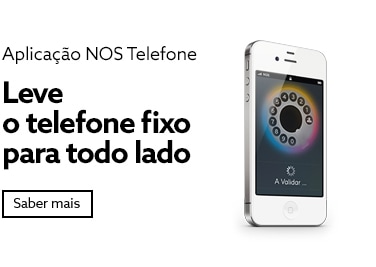 Aplicação NOS Telefone
Leve
o telefone fixo
para todo lado
Saber mais
A Validar ...